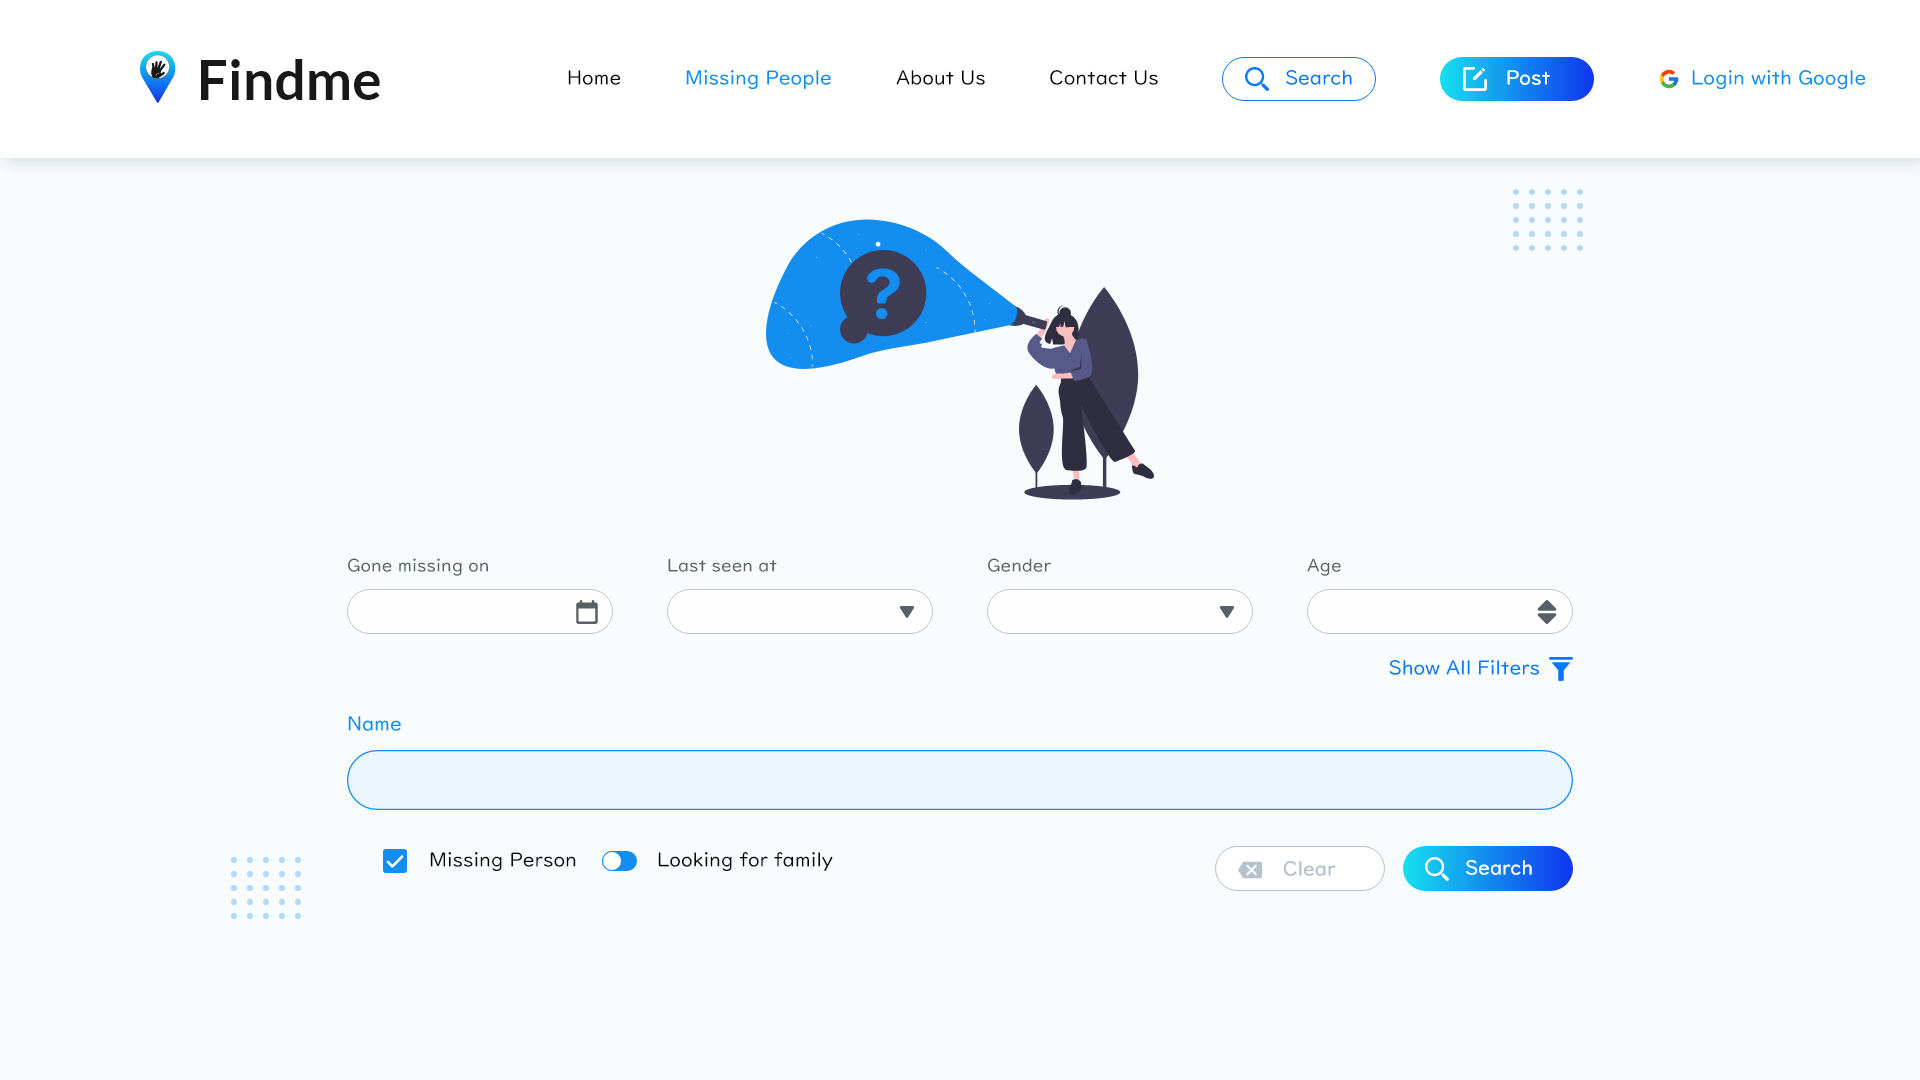 Findme
Home
Missing People
About Us
Contact Us
Search
Post
Login with Google
?
Gone missing on
Last seen at
Gender
Age
Show All Filters
Name
Missing Person
Looking for family
Clear
Search